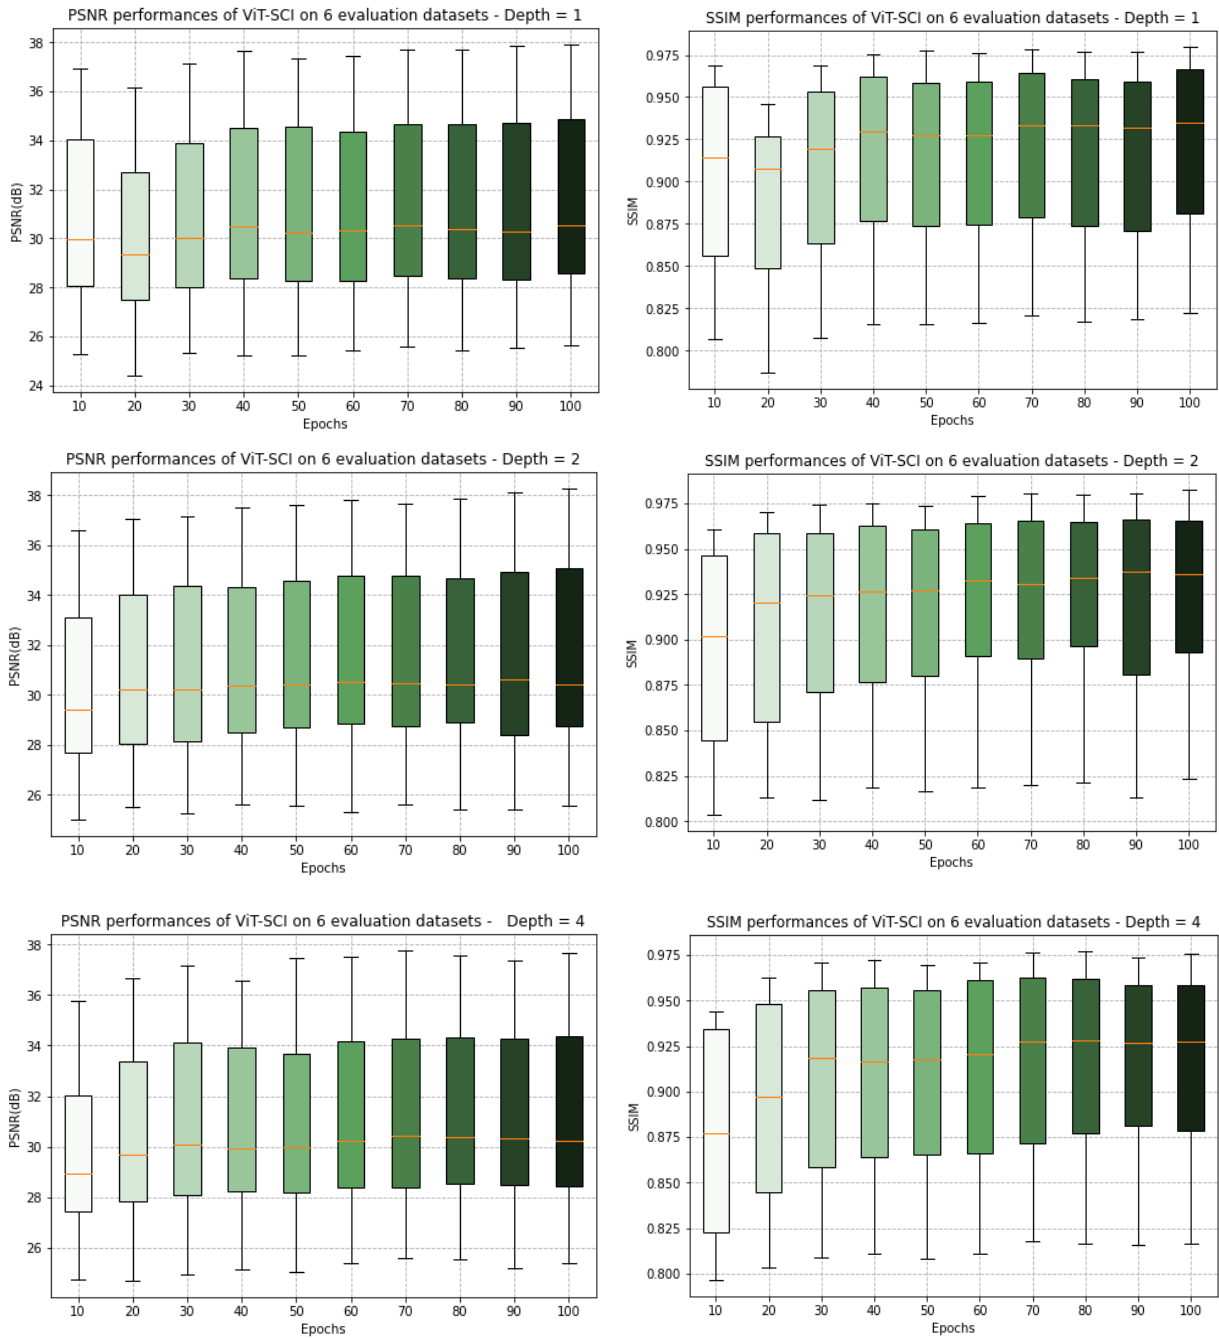 PSNR performances of ViT-SCI on 6 evaluation datasets - Depth = 1
PSNR(dB)
38
36
34
32
30
28
26
24
10 20 30 40 50 60 70 80 90 100
Epochs
SSIM performances of ViT-SCI on 6 evaluation datasets - Depth = 1
SSIM
0.975
0.950
0.925
0.900
0.875
0.850
0.825
0.800
10 20 30 40 50 60 70 80 90 100
Epochs
PSNR performances of ViT-SCI on 6 evaluation datasets - Depth = 2
PSNR(dB)
38
36
34
32
30
28
26
10 20 30 40 50 60 70 80 90 100
Epochs
SSIM performances of ViT-SCI on 6 evaluation datasets - Depth = 2
SSIM
0.975
0.950
0.925
0.900
0.875
0.850
0.825
0.800
10 20 30 40 50 60 70 80 90 100
Epochs
PSNR performances of ViT-SCI on 6 evaluation datasets - Depth = 4
PSNR(dB)
38
36
34
32
30
28
26
10 20 30 40 50 60 70 80 90 100
Epochs
SSIM performances of ViT-SCI on 6 evaluation datasets - Depth = 4
SSIM
0.975
0.950
0.925
0.900
0.875
0.850
0.825
0.800
10 20 30 40 50 60 70 80 90 100
Epochs